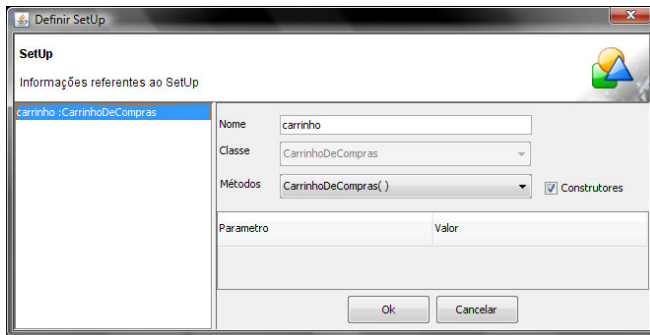 Definir SetUp
SetUp
Informações referentes ao SetUp
carrinho :CarrinhoDeCompras
Nome carrinho
Classe CarrinhoDeCompras
Métodos CarrinhoDeCompras( ) Construtores
Parametro Valor
Ok Cancelar